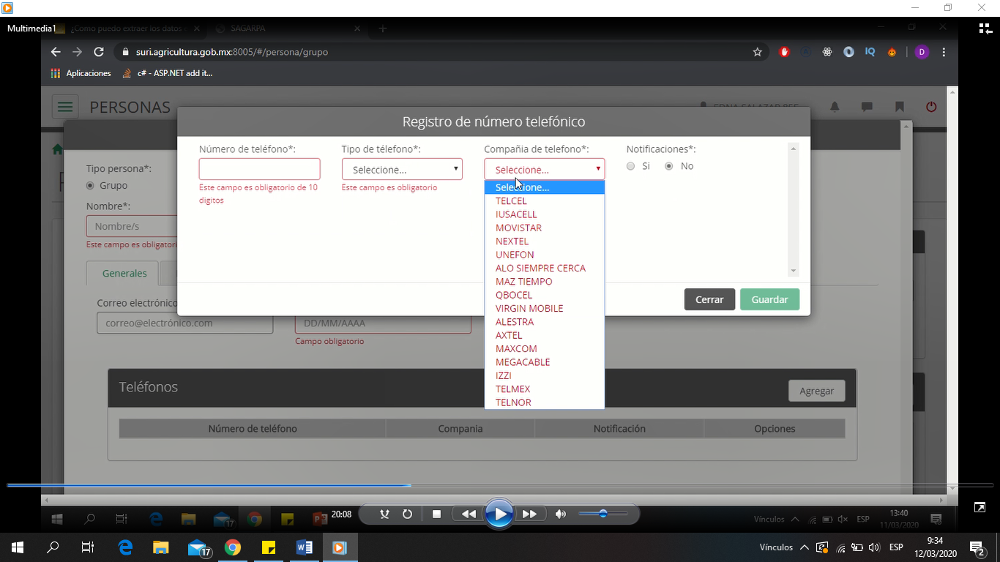 Multimedia1
¿Como puedo extraer los datos
SAGARPA
suri.agricultura.gob.mx:8005/#/persona/grupo
IQ
D
Aplicaciones
c# - ASP.NET add it...
PERSONAS
Registro de número telefónico
Número de teléfono*:
Tipo de télefono*:
Compañia de telefono*:
Notificaciones*:
Seleccione...
Seleccione...
Si
No
Este campo es obligatorio de 10
digitos
Este campo es obligatorio
Seleccione...
TELCEL
IUSACELL
MOVISTAR
NEXTEL
UNEFON
ALO SIEMPRE CERCA
MAZ TIEMPO
QBOCEL
VIRGIN MOBILE
ALESTRA
AXTEL
MAXCOM
MEGACABLE
IZZI
TELMEX
TELNOR
Cerrar
Guardar
Tipo persona*:
Grupo
Nombre*:
Nombre/s
Este campo es obligatori
Generales
Correo electrónico
correo@electrónico.com
DD/MM/AAAA
Campo obligatorio
Teléfonos
Agregar
Número de teléfono
Compania
Notificación
Opciones
17
20:08
Vínculos
ESP
13:40
11/03/2020
17
Vínculos
ESP
9:34
12/03/2020
2